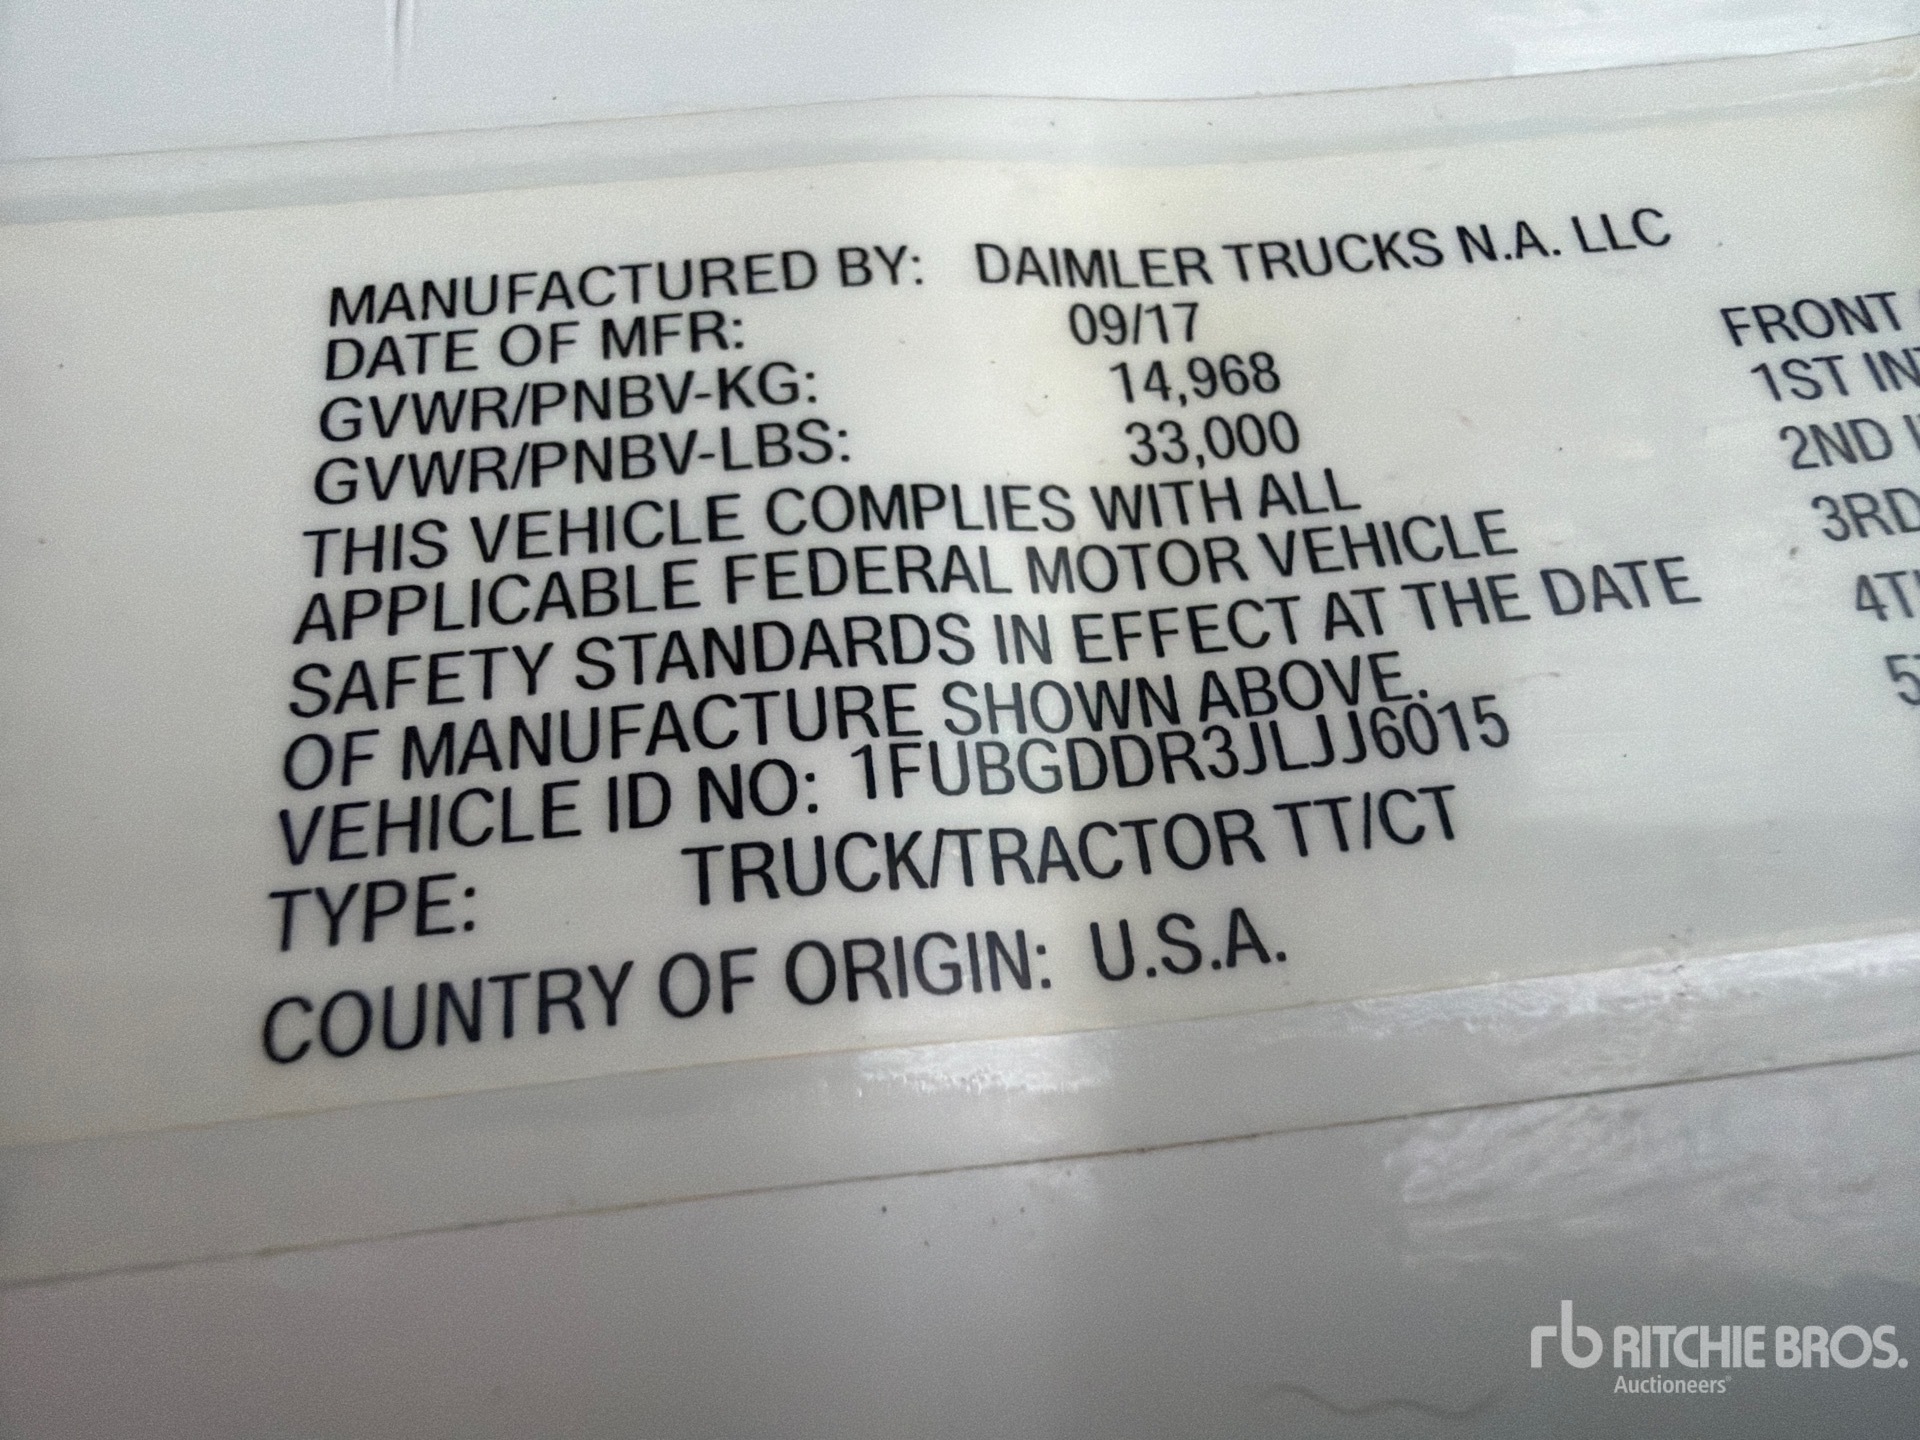 MANUFACTURED BY: DAIMLER TRUCKS N.A. LLC
DATE OF MFR: 09/17
GVWR/PNBV-KG: 14,968
GVWR/PNBV-LBS: 33,000
THIS VEHICLE COMPLIES WITH ALL
APPLICABLE FEDERAL MOTOR VEHICLE
SAFETY STANDARDS IN EFFECT AT THE DATE
OF MANUFACTURE SHOWN ABOVE.
VEHICLE ID NO: 1FUBGDDR3JLJJ6015
TYPE: TRUCK/TRACTOR TT/CT
COUNTRY OF ORIGIN: U.S.A.
FRONT
1ST
2ND
3RD
rb RITCHIE BROS.
Auctioneers